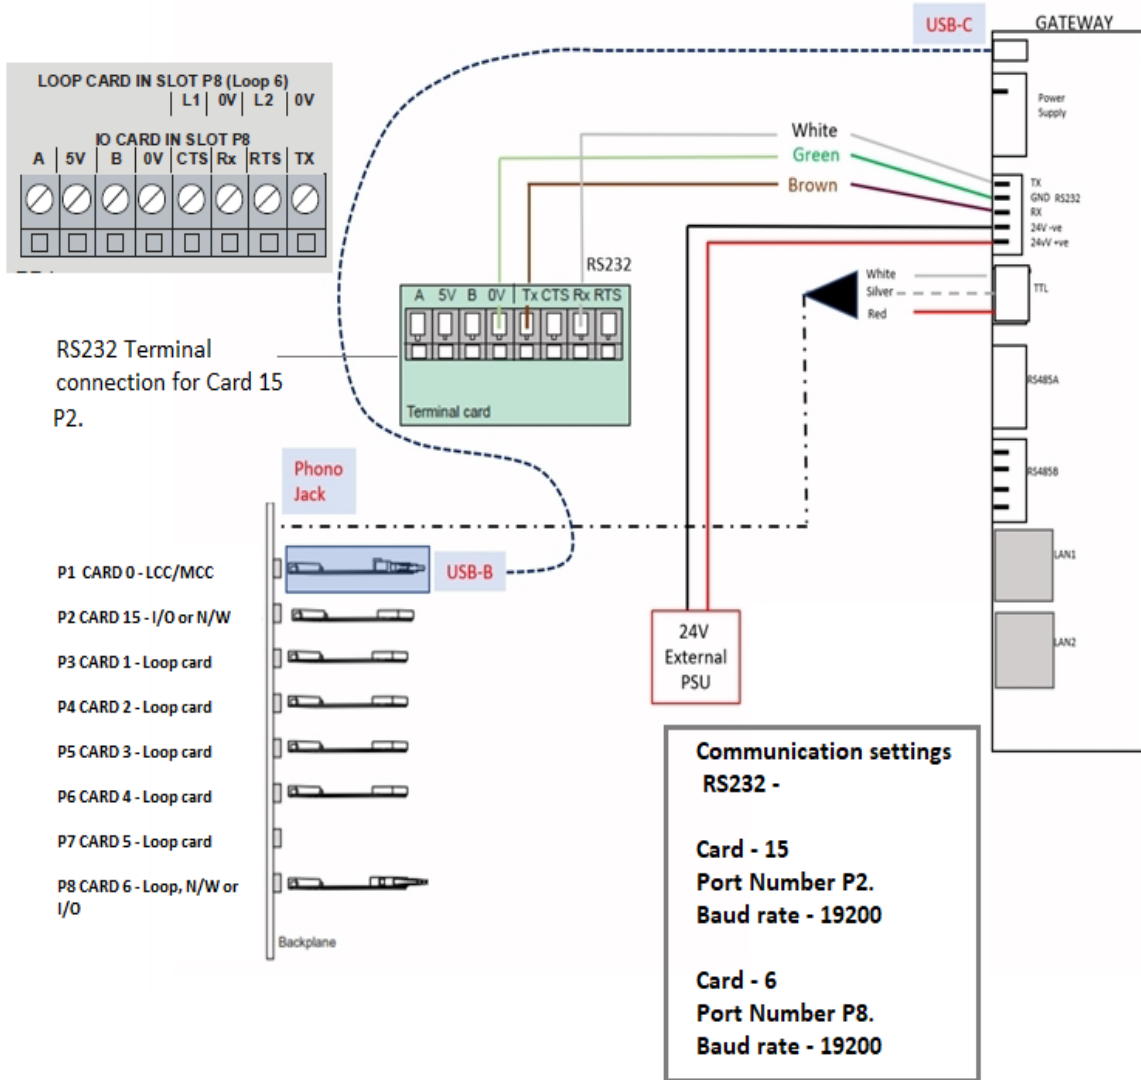 USB-C
GATEWAY
LOOP CARD IN SLOT P8 (Loop 6)
L1 0V L2 0V
IO CARD IN SLOT P8
A 5V B 0V CTS Rx RTS TX
Power
Supply
White
Green
Brown
TX
GND RS232
RX
24V -ve
24vV +ve
RS232
A 5V B 0V Tx CTS Rx RTS
Terminal card
White
Silver
Red
TTL
RS232 Terminal
connection for Card 15
P2.
RS485A
RS485B
LAN1
LAN2
Phono
Jack
USB-B
P1 CARD 0 - LCC/MCC
P2 CARD 15 - I/O or N/W
P3 CARD 1 - Loop card
P4 CARD 2 - Loop card
P5 CARD 3 - Loop card
P6 CARD 4 - Loop card
P7 CARD 5 - Loop card
P8 CARD 6 - Loop, N/W or
I/O
Backplane
24V
External
PSU
Communication settings
RS232 -
Card - 15
Port Number P2.
Baud rate - 19200
Card - 6
Port Number P8.
Baud rate - 19200